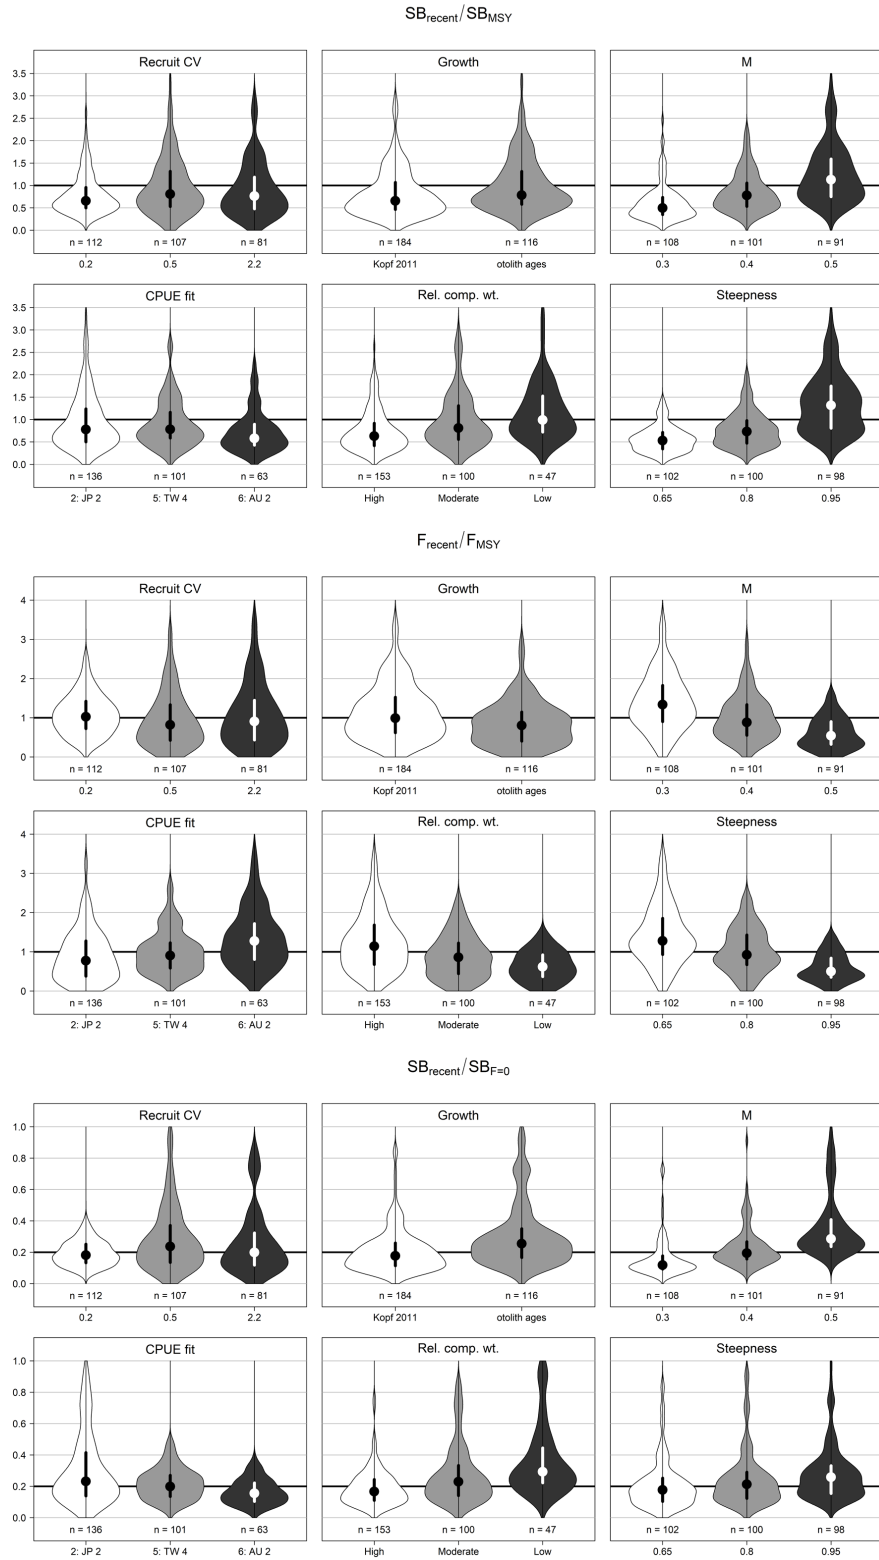 SBrecent/SBMSY
Recruit CV
Growth
M
3.5
3.0
2.5
2.0
1.5
1.0
0.5
0.0
n = 112 n = 107 n = 81
n = 184 n = 116
n = 108 n = 101 n = 91
0.2 0.5 2.2
Kopf 2011 otolith ages
0.3 0.4 0.5
CPUE fit
Rel. comp. wt.
Steepness
3.5
3.0
2.5
2.0
1.5
1.0
0.5
0.0
n = 136 n = 101 n = 63
n = 153 n = 100 n = 47
n = 102 n = 100 n = 98
2: JP 2 5: TW 4 6: AU 2
High Moderate Low
0.65 0.8 0.95
Frecent/FMSY
Recruit CV
Growth
M
4
3
2
1
0
n = 112 n = 107 n = 81
n = 184 n = 116
n = 108 n = 101 n = 91
0.2 0.5 2.2
Kopf 2011 otolith ages
0.3 0.4 0.5
CPUE fit
Rel. comp. wt.
Steepness
4
3
2
1
0
n = 136 n = 101 n = 63
n = 153 n = 100 n = 47
n = 102 n = 100 n = 98
2: JP 2 5: TW 4 6: AU 2
High Moderate Low
0.65 0.8 0.95
SBrecent/SBF=0
Recruit CV
Growth
M
1.0
0.8
0.6
0.4
0.2
0.0
n = 112 n = 107 n = 81
n = 184 n = 116
n = 108 n = 101 n = 91
0.2 0.5 2.2
Kopf 2011 otolith ages
0.3 0.4 0.5
CPUE fit
Rel. comp. wt.
Steepness
1.0
0.8
0.6
0.4
0.2
0.0
n = 136 n = 101 n = 63
n = 153 n = 100 n = 47
n = 102 n = 100 n = 98
2: JP 2 5: TW 4 6: AU 2
High Moderate Low
0.65 0.8 0.95